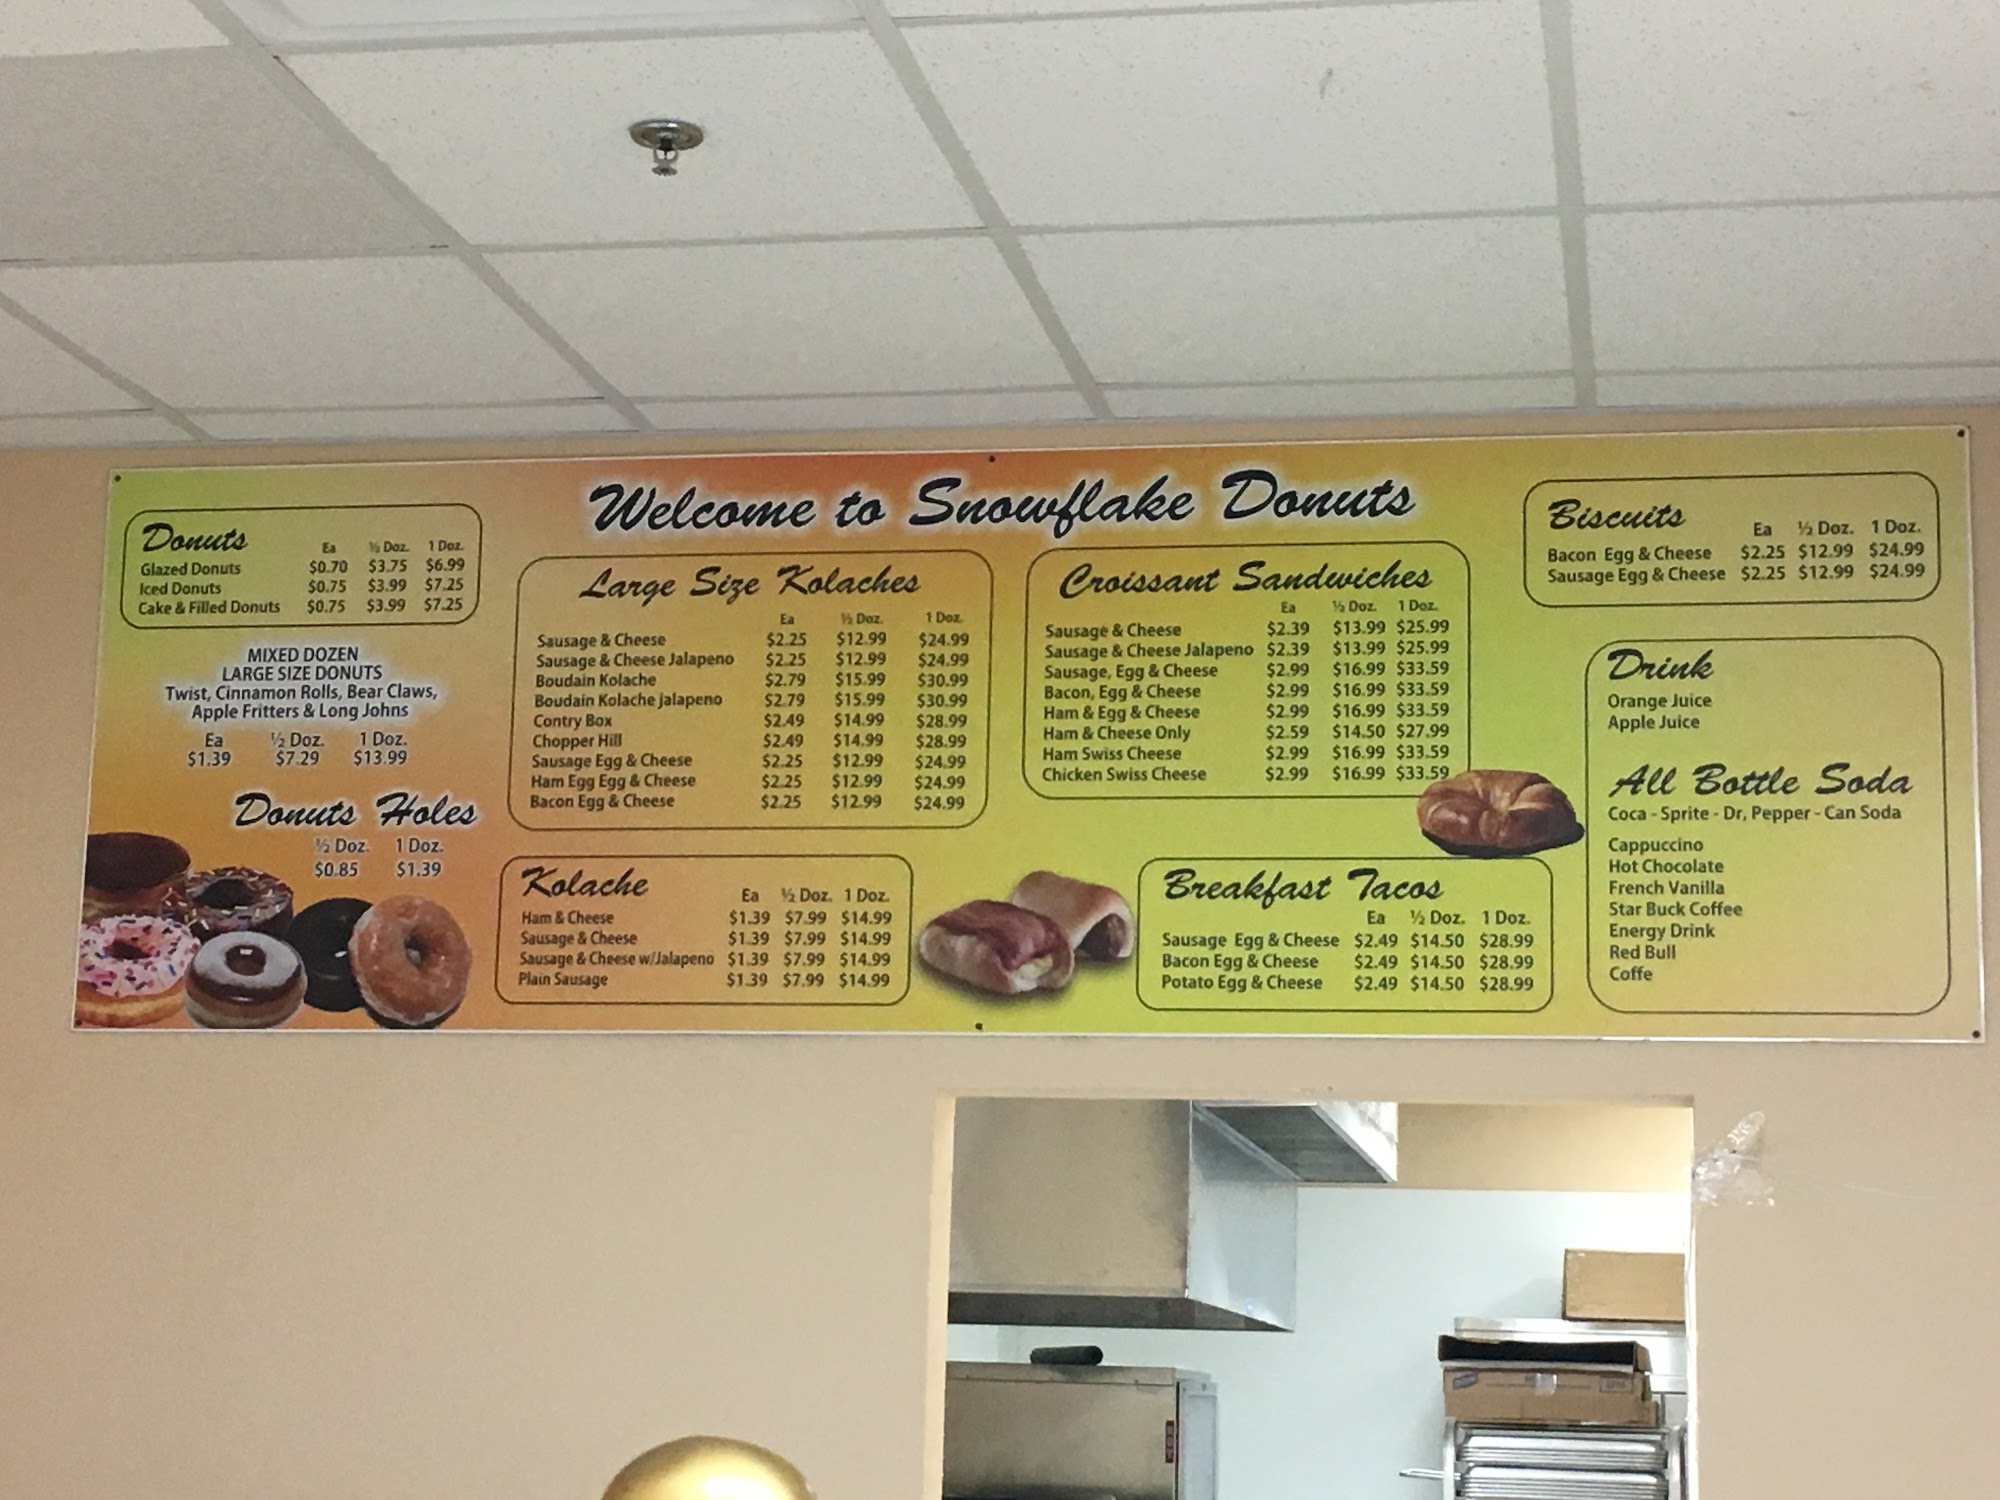 Welcome to Snowflake Donuts
Donuts
Ea ½ Doz. 1 Doz.
Glazed Donuts $0.70 $3.75 $6.99
Iced Donuts $0.75 $3.99 $7.25
Cake & Filled Donuts $0.75 $3.99 $7.25
MIXED DOZEN
LARGE SIZE DONUTS
Twist, Cinnamon Rolls, Bear Claws,
Apple Fritters & Long Johns
Ea ½ Doz. 1 Doz.
$1.39 $7.29 $13.99
Donuts Holes
½ Doz. 1 Doz.
$0.85 $1.39
Large Size Kolaches
Ea ½ Doz. 1 Doz.
Sausage & Cheese $2.25 $12.99 $24.99
Sausage & Cheese Jalapeno $2.25 $12.99 $24.99
Boudain Kolache $2.79 $15.99 $30.99
Boudain Kolache jalapeno $2.79 $15.99 $30.99
Contry Box $2.49 $14.99 $28.99
Chopper Hill $2.49 $14.99 $28.99
Sausage Egg & Cheese $2.25 $12.99 $24.99
Ham Egg Egg & Cheese $2.25 $12.99 $24.99
Bacon Egg & Cheese $2.25 $12.99 $24.99
Kolache
Ea ½ Doz. 1 Doz.
Ham & Cheese $1.39 $7.99 $14.99
Sausage & Cheese $1.39 $7.99 $14.99
Sausage & Cheese w/Jalapeno $1.39 $7.99 $14.99
Plain Sausage $1.39 $7.99 $14.99
Croissant Sandwiches
Ea ½ Doz. 1 Doz.
Sausage & Cheese $2.39 $13.99 $25.99
Sausage & Cheese Jalapeno $2.39 $13.99 $25.99
Sausage, Egg & Cheese $2.99 $16.99 $33.59
Bacon, Egg & Cheese $2.99 $16.99 $33.59
Ham & Egg & Cheese $2.99 $16.99 $33.59
Ham & Cheese Only $2.59 $14.50 $27.99
Ham Swiss Cheese $2.99 $16.99 $33.59
Chicken Swiss Cheese $2.99 $16.99 $33.59
Breakfast Tacos
Ea ½ Doz. 1 Doz.
Sausage Egg & Cheese $2.49 $14.50 $28.99
Bacon Egg & Cheese $2.49 $14.50 $28.99
Potato Egg & Cheese $2.49 $14.50 $28.99
Biscuits
Ea ½ Doz. 1 Doz.
Bacon Egg & Cheese $2.25 $12.99 $24.99
Sausage Egg & Cheese $2.25 $12.99 $24.99
Drink
Orange Juice
Apple Juice
All Bottle Soda
Coca - Sprite - Dr, Pepper - Can Soda
Cappuccino
Hot Chocolate
French Vanilla
Star Buck Coffee
Energy Drink
Red Bull
Coffe